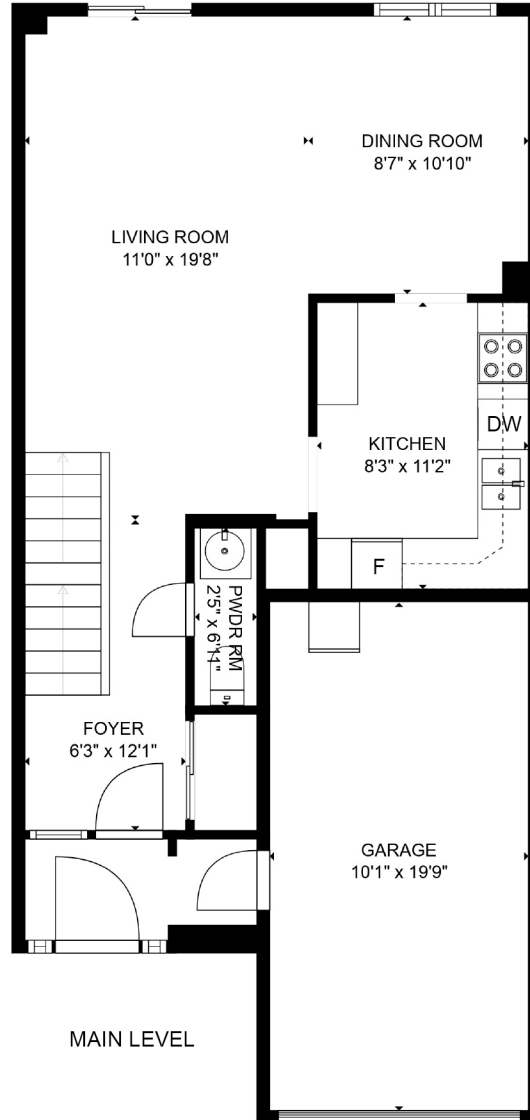 DINING ROOM
8'7" x 10'10"
LIVING ROOM
11'0" x 19'8"
DW
KITCHEN
8'3" x 11'2"
F
PWDR RM
2'5" x 6'11"
FOYER
6'3" x 12'1"
GARAGE
10'1" x 19'9"
MAIN LEVEL